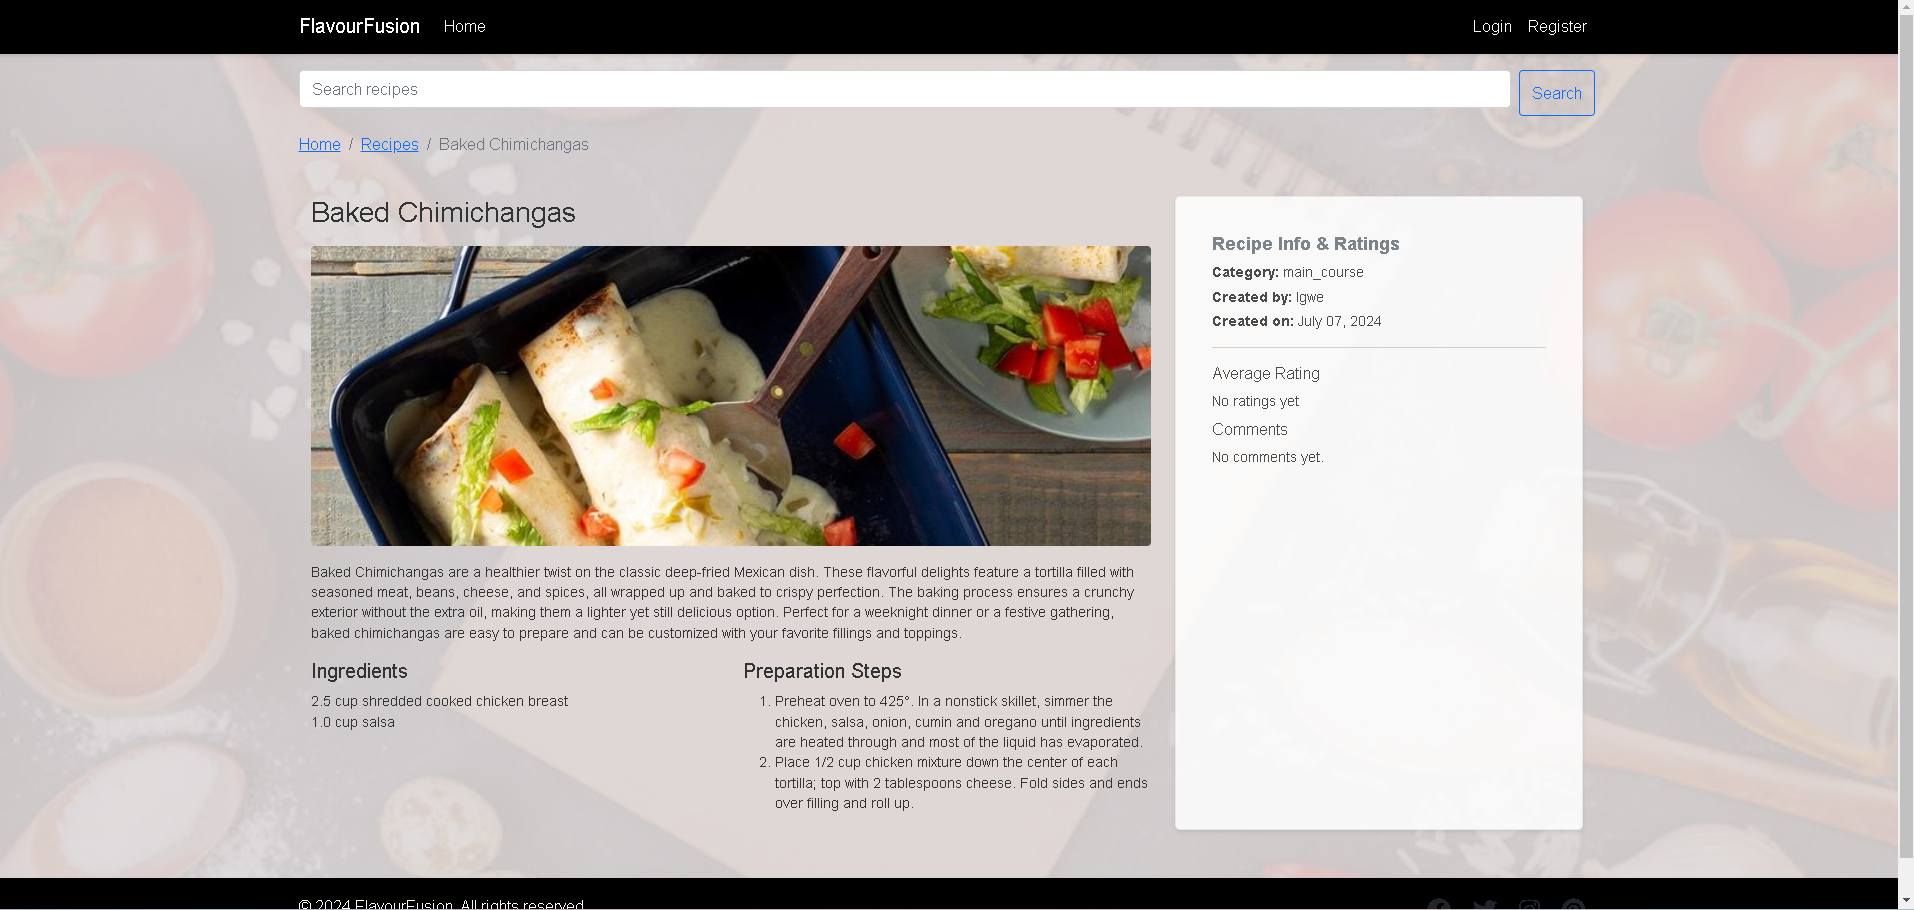 FlavourFusion Home Login Register
Search recipes Search
Home / Recipes / Baked Chimichangas
Baked Chimichangas
Baked Chimichangas are a healthier twist on the classic deep-fried Mexican dish. These flavorful delights feature a tortilla filled with
seasoned meat, beans, cheese, and spices, all wrapped up and baked to crispy perfection. The baking process ensures a crunchy
exterior without the extra oil, making them a lighter yet still delicious option. Perfect for a weeknight dinner or a festive gathering,
baked chimichangas are easy to prepare and can be customized with your favorite fillings and toppings.
Ingredients
2.5 cup shredded cooked chicken breast
1.0 cup salsa
Preparation Steps
1. Preheat oven to 425°. In a nonstick skillet, simmer the
chicken, salsa, onion, cumin and oregano until ingredients
are heated through and most of the liquid has evaporated.
2. Place 1/2 cup chicken mixture down the center of each
tortilla; top with 2 tablespoons cheese. Fold sides and ends
over filling and roll up.
Recipe Info & Ratings
Category: main_course
Created by: Igwe
Created on: July 07, 2024
Average Rating
No ratings yet
Comments
No comments yet.
© 2024 FlavourFusion. All rights reserved.